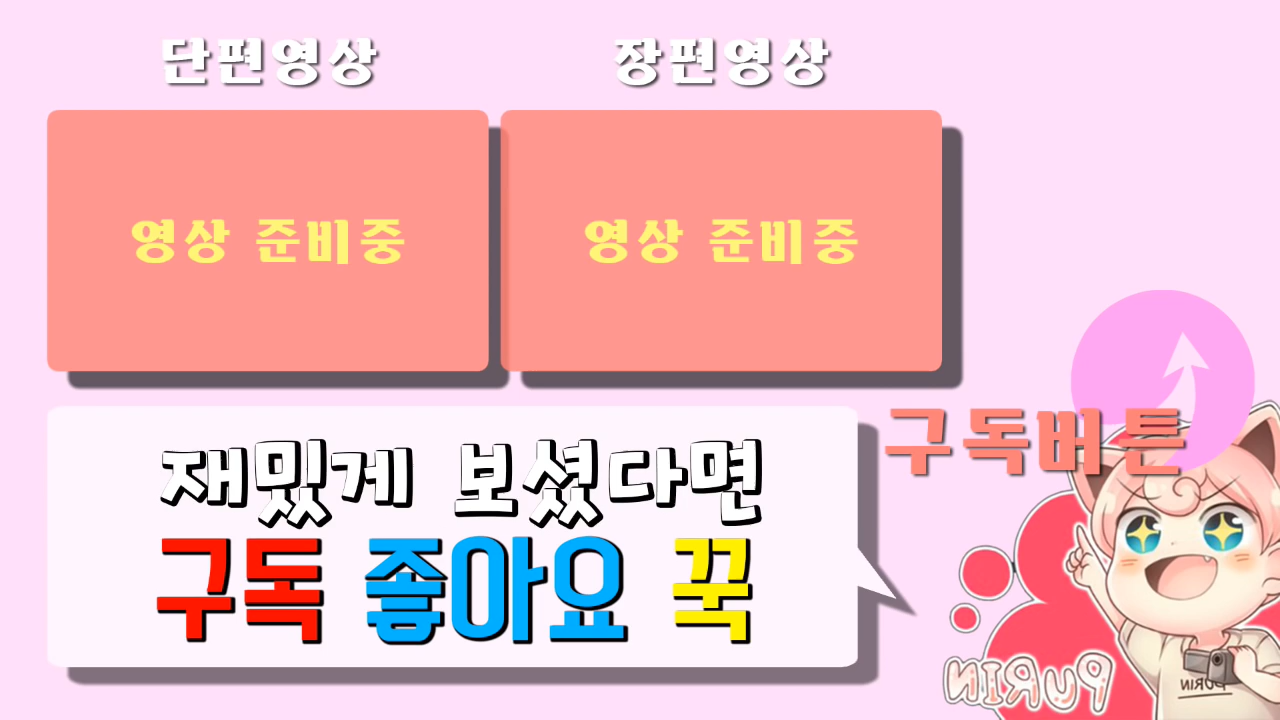 단편영상
장편영상
영상 준비중
영상 준비중
재밌게 보셨다면
구독 좋아요 꾹
구독버튼
PURIN
PURIN